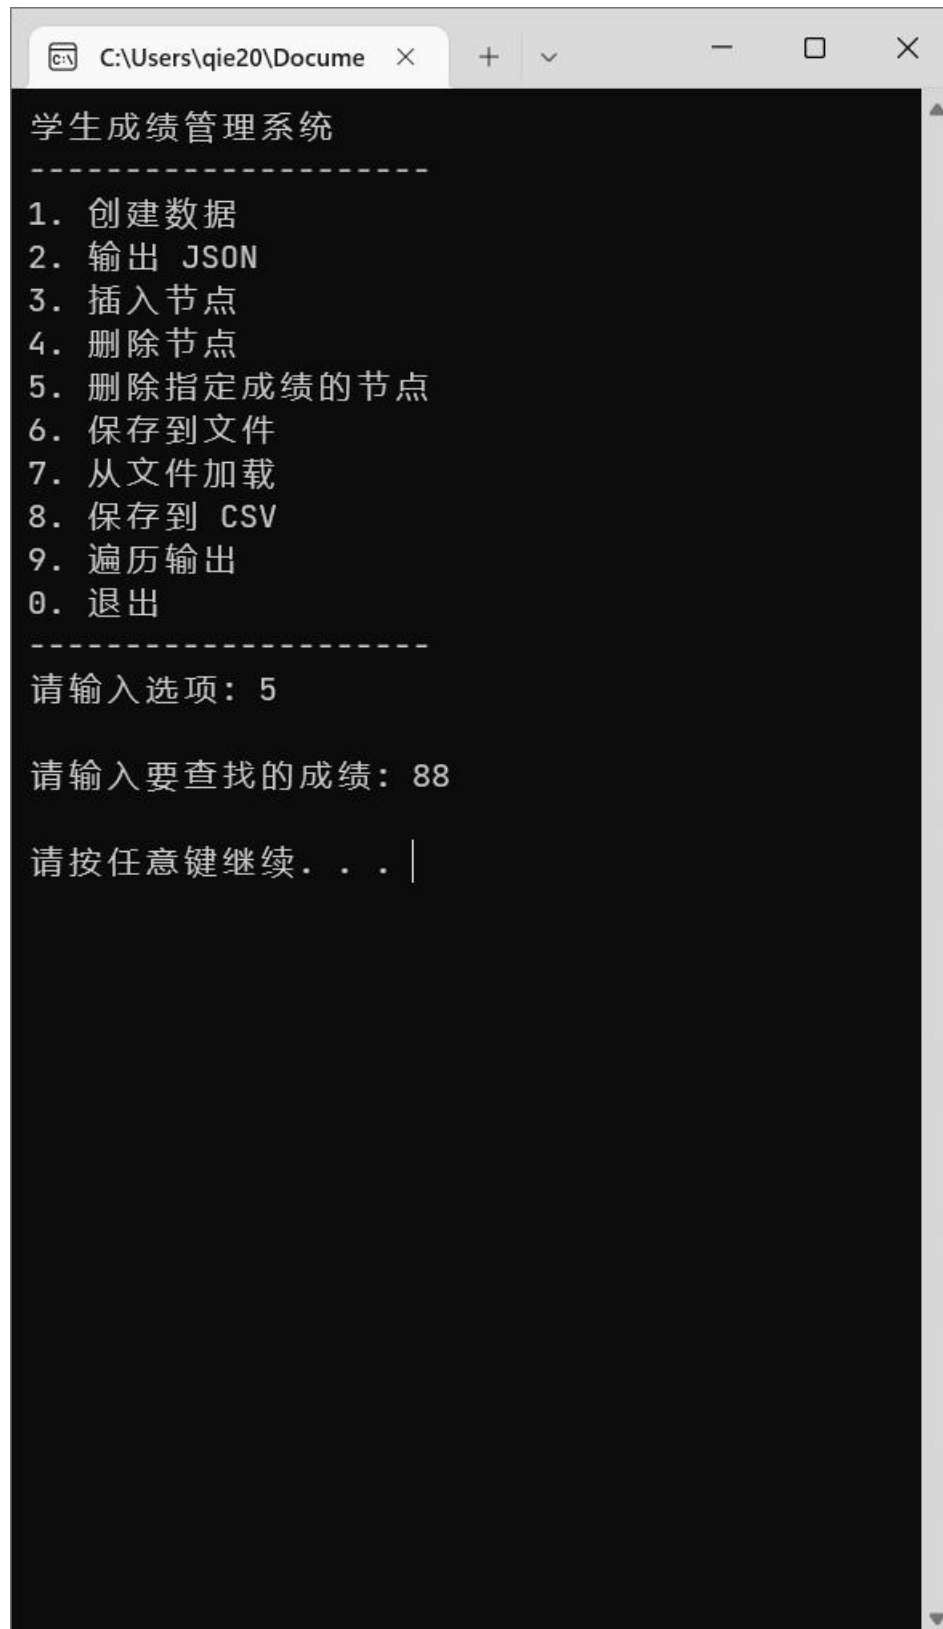 C:\Users\qie20\Docume
学生成绩管理系统
---------------------
1. 创建数据
2. 输出 JSON
3. 插入节点
4. 删除节点
5. 删除指定成绩的节点
6. 保存到文件
7. 从文件加载
8. 保存到 CSV
9. 遍历输出
0. 退出
---------------------
请输入选项: 5
请输入要查找的成绩: 88
请按任意键继续. . .